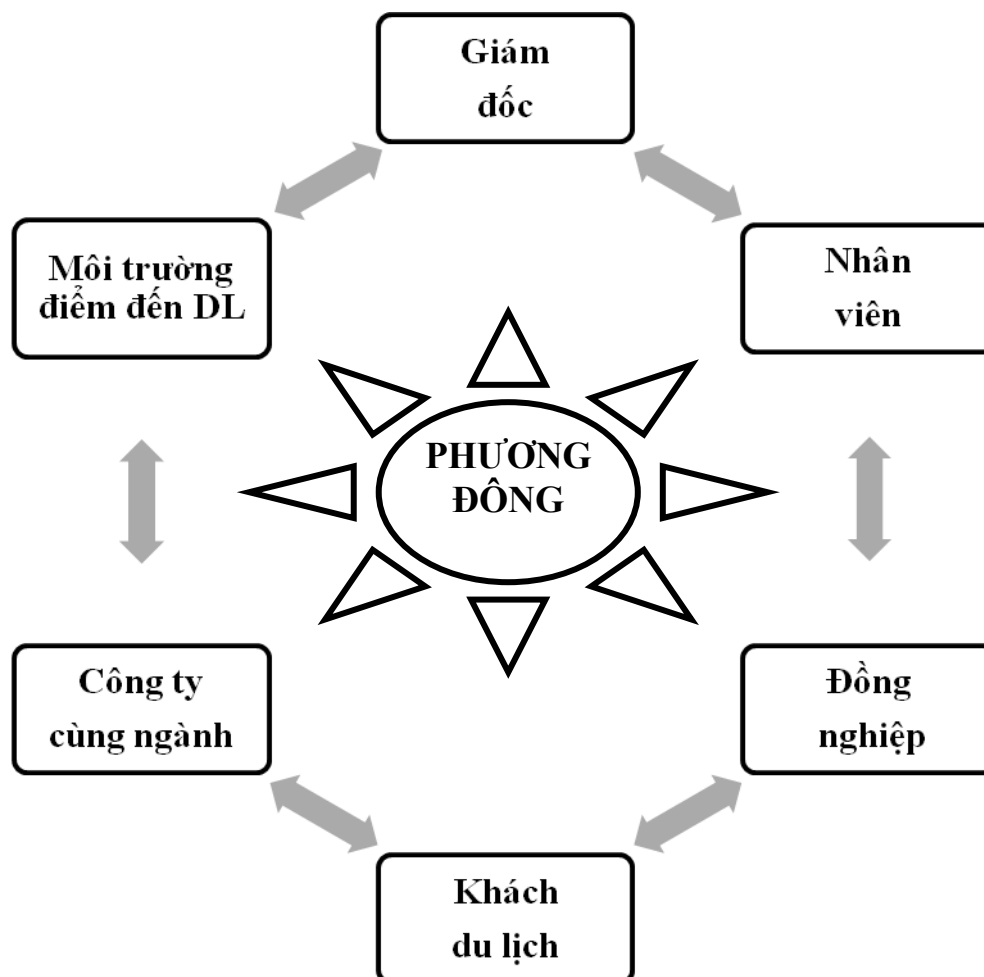 Giám
đốc
Môi trường
điểm đến DL
Nhân
viên
PHƯƠNG
ĐÔNG
Công ty
cùng ngành
Đồng
nghiệp
Khách
du lịch